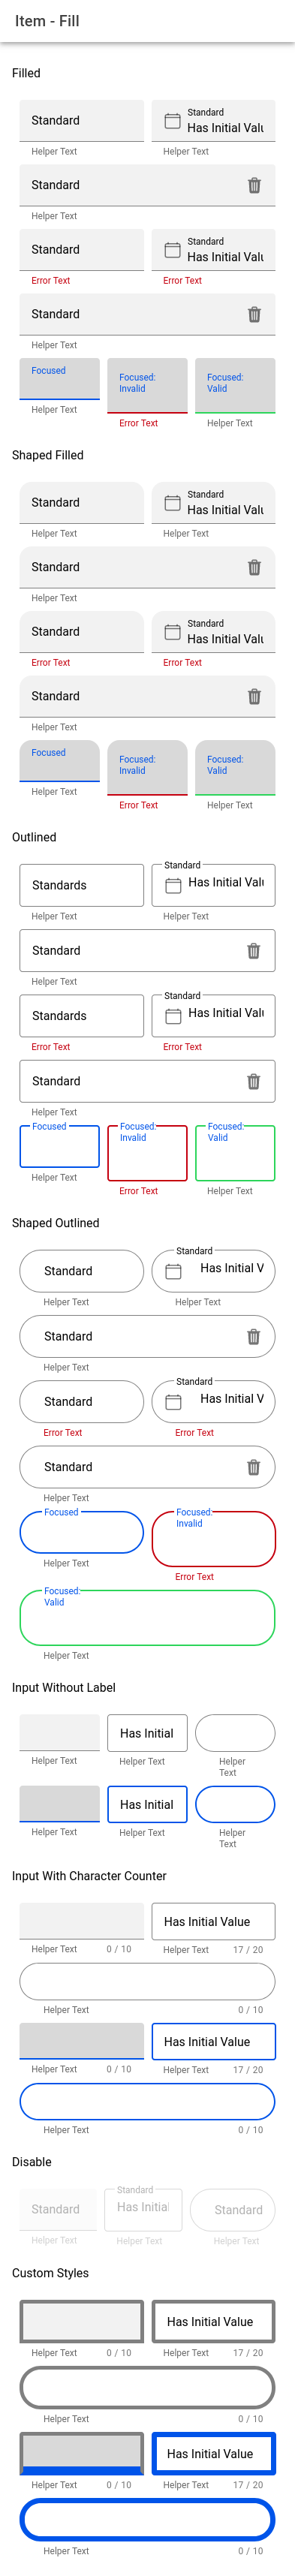 Item - Fill
Filled
Standard
Standard
Has Initial Valu
Helper Text
Helper Text
Standard
Helper Text
Standard
Standard
Has Initial Valu
Error Text
Error Text
Standard
Helper Text
Focused
Focused:
Invalid
Focused:
Valid
Helper Text
Error Text
Helper Text
Shaped Filled
Standard
Standard
Has Initial Valu
Helper Text
Helper Text
Standard
Helper Text
Standard
Standard
Has Initial Valu
Error Text
Error Text
Standard
Helper Text
Focused
Focused:
Invalid
Focused:
Valid
Helper Text
Error Text
Helper Text
Outlined
Standards
Standard
Has Initial Valu
Helper Text
Helper Text
Standard
Helper Text
Standards
Standard
Has Initial Valu
Error Text
Error Text
Standard
Helper Text
Focused
Focused:
Invalid
Focused:
Valid
Helper Text
Error Text
Helper Text
Shaped Outlined
Standard
Standard
Has Initial V
Helper Text
Helper Text
Standard
Helper Text
Standard
Standard
Has Initial V
Error Text
Error Text
Standard
Helper Text
Focused
Focused:
Invalid
Helper Text
Error Text
Focused:
Valid
Helper Text
Input Without Label
Has Initial
Helper Text
Helper Text
Helper
Text
Has Initial
Helper Text
Helper Text
Helper
Text
Input With Character Counter
Has Initial Value
Helper Text 0 / 10
Helper Text 17 / 20
Helper Text 0 / 10
Has Initial Value
Helper Text 0 / 10
Helper Text 17 / 20
Helper Text 0 / 10
Disable
Standard
Standard
Has Initial
Standard
Helper Text
Helper Text
Helper Text
Custom Styles
Has Initial Value
Helper Text 0 / 10
Helper Text 17 / 20
Helper Text 0 / 10
Has Initial Value
Helper Text 0 / 10
Helper Text 17 / 20
Helper Text 0 / 10